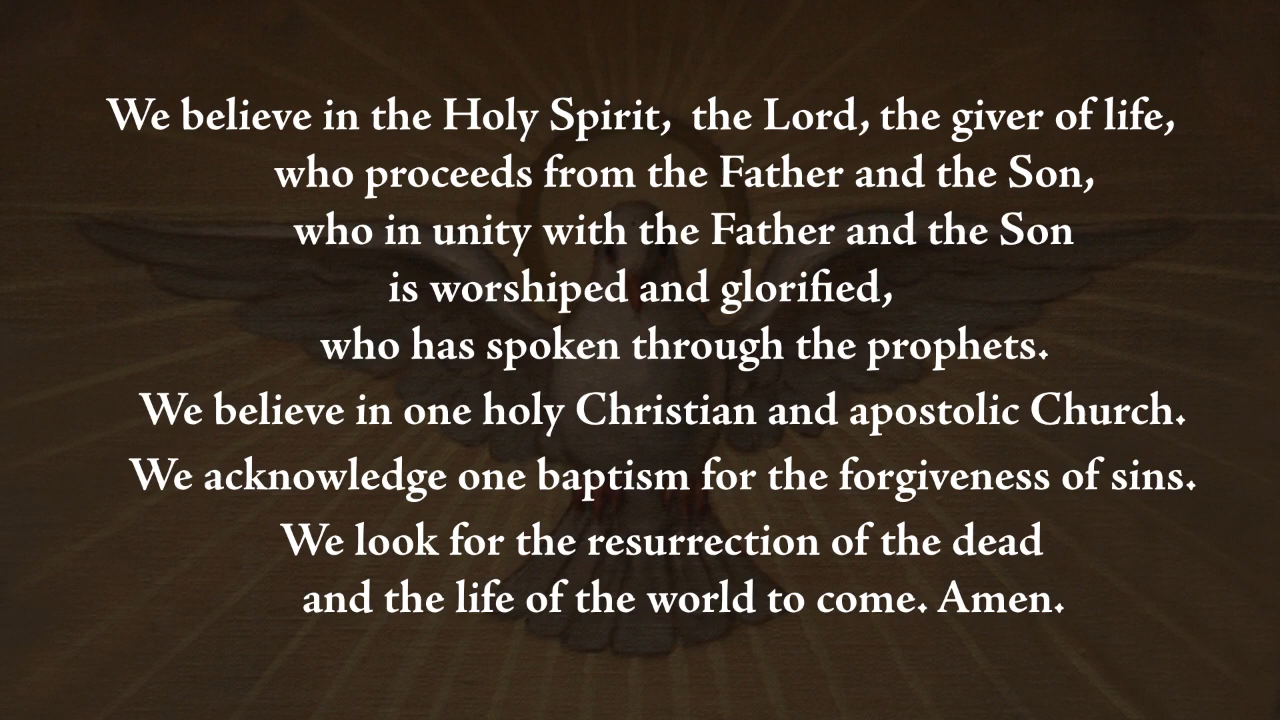 We believe in the Holy Spirit,  the Lord, the giver of life,
who proceeds from the Father and the Son,
who in unity with the Father and the Son
is worshiped and glorified,
who has spoken through the prophets.
We believe in one holy Christian and apostolic Church.
We acknowledge one baptism for the forgiveness of sins.
We look for the resurrection of the dead
and the life of the world to come. Amen.